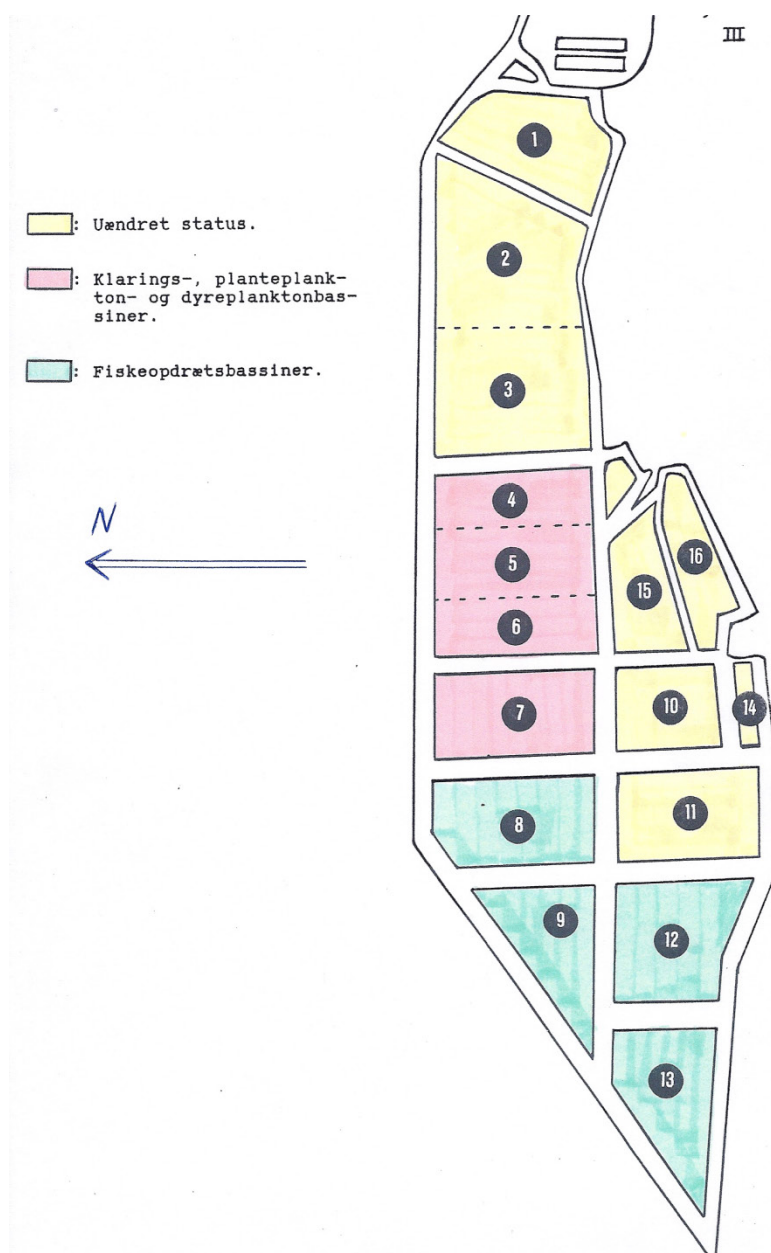 III
: Uændret status.
: Klarings-, planteplank-
ton- og dyreplanktonbas-
siner.
: Fiskeopdrætsbassiner.
N
1
2
3
4
5
6
7
8
9
10
11
12
13
14
15
16